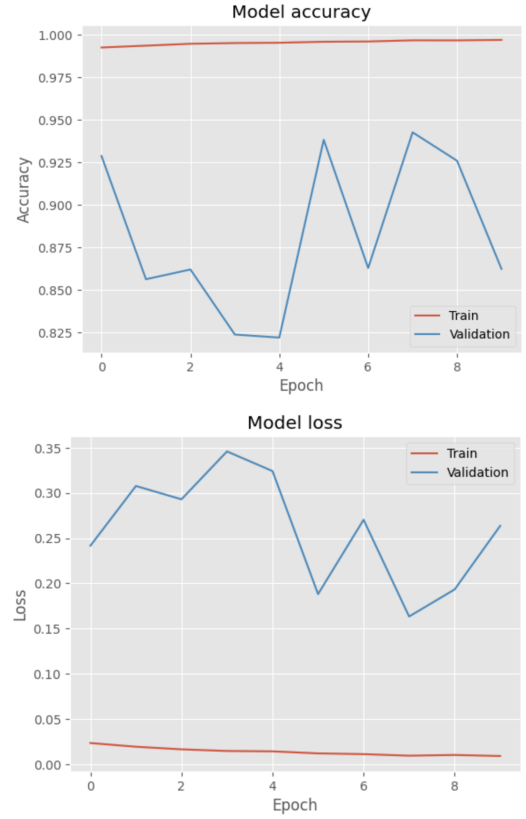 Model accuracy
1.000
0.975
0.950
0.925
0.900
0.875
0.850
0.825
Accuracy
Train
Validation
0 2 4 6 8
Epoch
Model loss
0.35
0.30
0.25
0.20
0.15
0.10
0.05
0.00
Loss
Train
Validation
0 2 4 6 8
Epoch